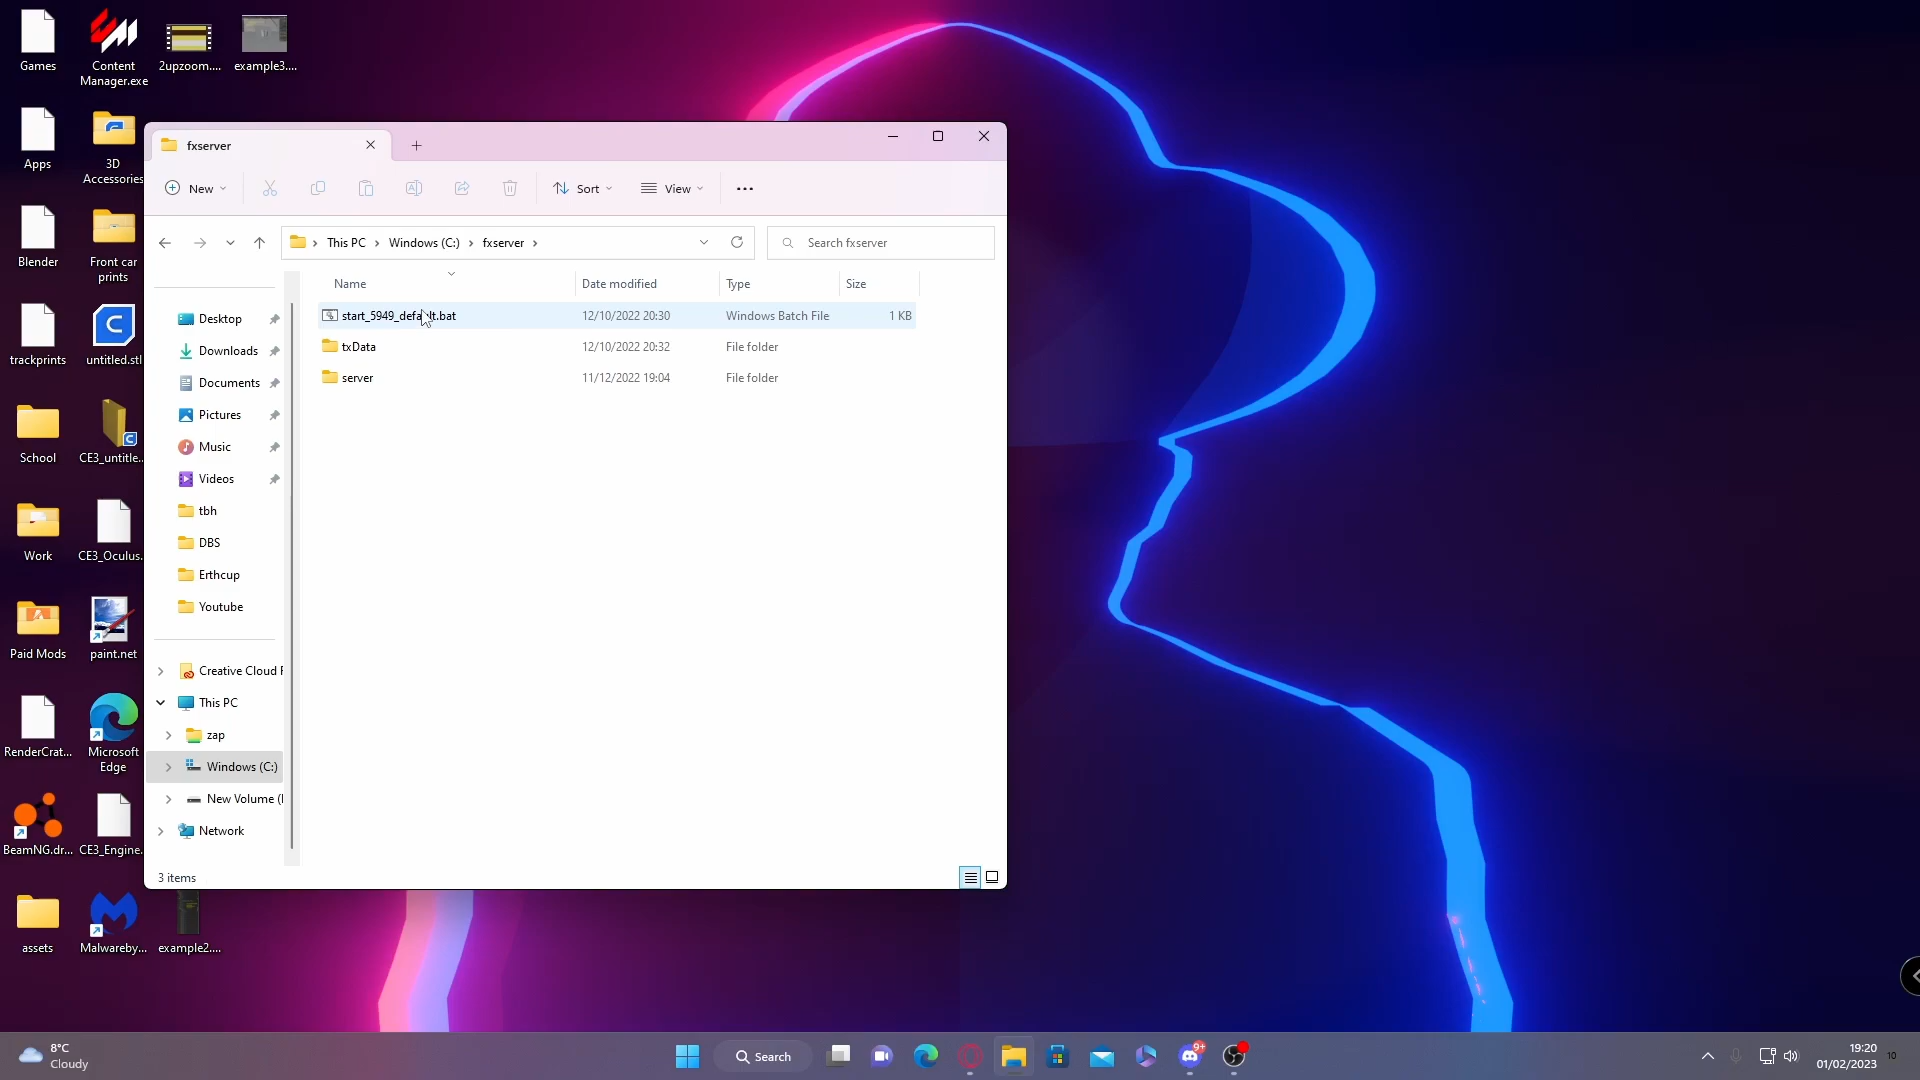 Games
Content
Manager.exe
2upzoom....
example3....
Apps
3D
Accessories
Blender
Front car
prints
trackprints
untitled.stl
School
CE3_untitle..
Work
CE3_Oculus.
Paid Mods
paint.net
RenderCrat...
Microsoft
Edge
BeamNG.dr...
CE3_Engine.
assets
Malwareby...
example2....
fxserver
New
Sort
View
This PC
Windows (C:)
fxserver
Search fxserver
Name
Date modified
Type
Size
start_5949_default.bat
12/10/2022 20:30
Windows Batch File
1 KB
txData
12/10/2022 20:32
File folder
server
11/12/2022 19:04
File folder
Desktop
Downloads
Documents
Pictures
Music
Videos
tbh
DBS
Erthcup
Youtube
Creative Cloud F
This PC
zap
Windows (C:)
New Volume (
Network
3 items
8°C
Cloudy
Search
9+
19:20
01/02/2023
10